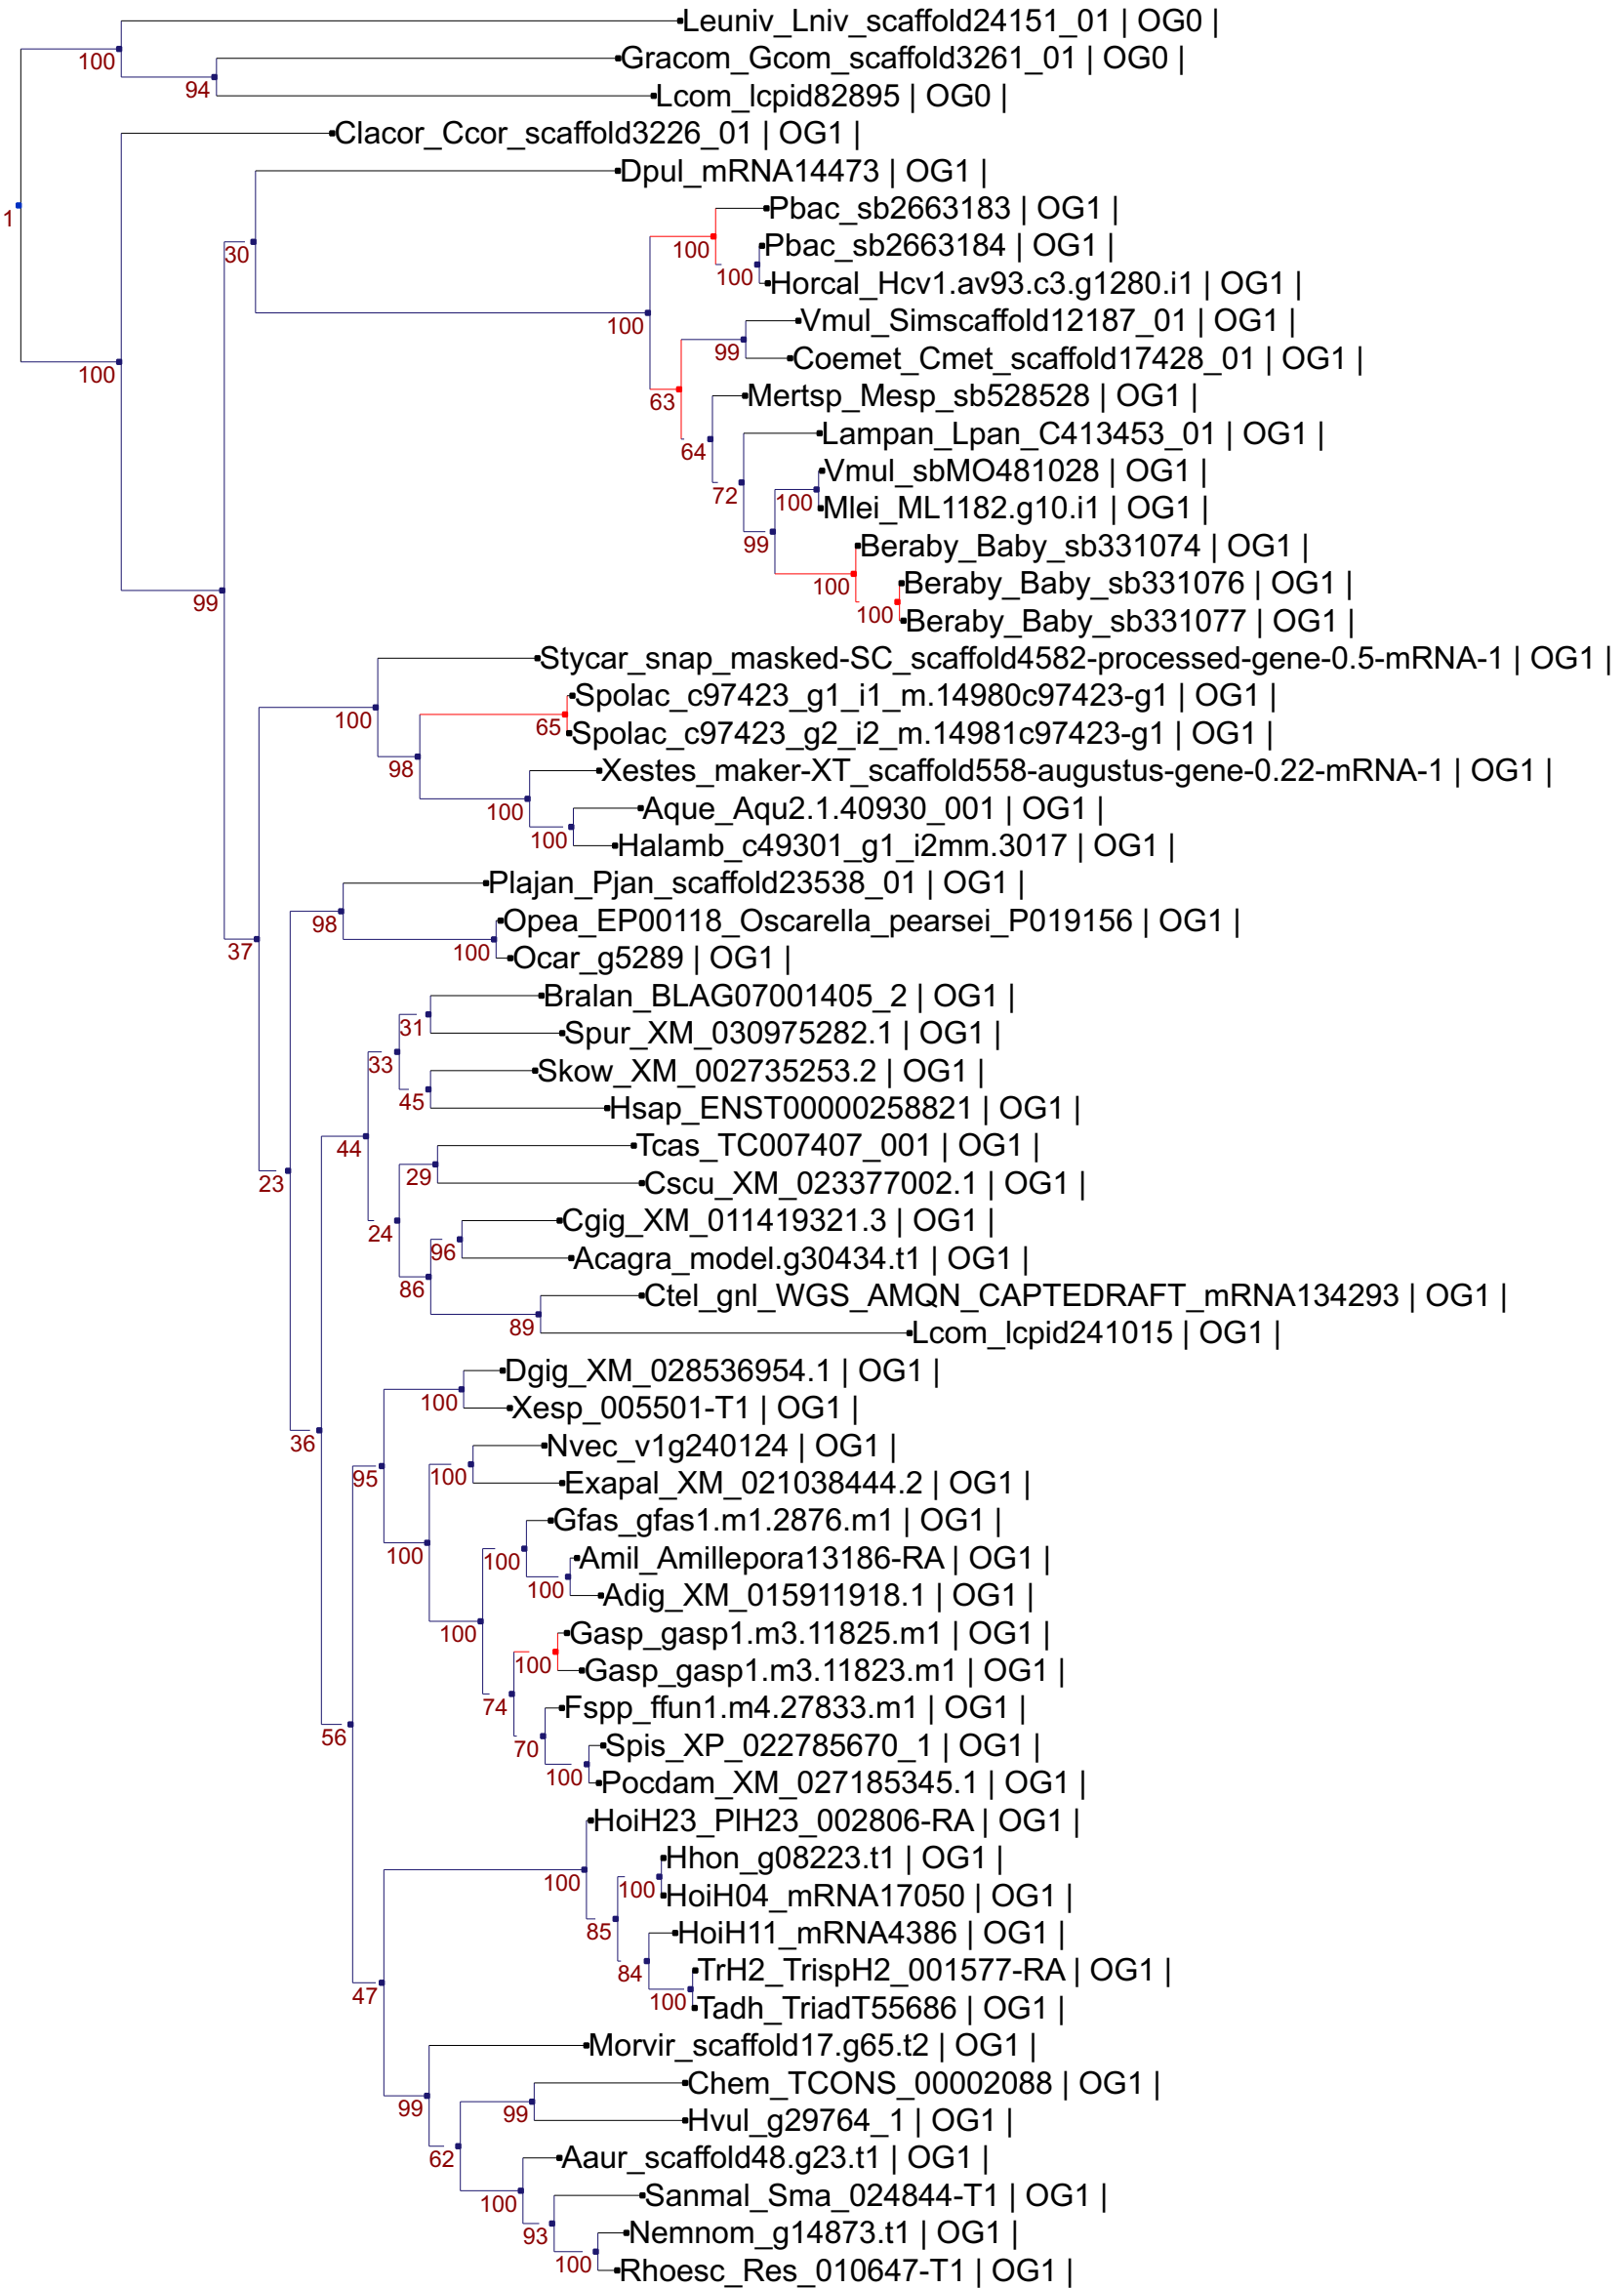 Leuniv_Lniv_scaffold24151_01 | OG0 |
100
Gracom_Gcom_scaffold3261_01 | OG0 |
94
Lcom_lcpid82895 | OG0 |
Clacor_Ccor_scaffold3226_01 | OG1 |
Dpul_mRNA14473 | OG1 |
1
Pbac_sb2663183 | OG1 |
30
100
Pbac_sb2663184 | OG1 |
100
Horcal_Hcv1.av93.c3.g1280.i1 | OG1 |
100
Vmul_Simscaffold12187_01 | OG1 |
99
Coemet_Cmet_scaffold17428_01 | OG1 |
100
63
Mertsp_Mesp_sb528528 | OG1 |
Lampan_Lpan_C413453_01 | OG1 |
64
Vmul_sbMO481028 | OG1 |
72
100
Mlei_ML1182.g10.i1 | OG1 |
99
Beraby_Baby_sb331074 | OG1 |
100
Beraby_Baby_sb331076 | OG1 |
99
100
Beraby_Baby_sb331077 | OG1 |
Stycar_snap_masked-SC_scaffold4582-processed-gene-0.5-mRNA-1 | OG1 |
Spolac_c97423_g1_i1_m.14980c97423-g1 | OG1 |
100
65
Spolac_c97423_g2_i2_m.14981c97423-g1 | OG1 |
98
Xestes_maker-XT_scaffold558-augustus-gene-0.22-mRNA-1 | OG1 |
100
Aque_Aqu2.1.40930_001 | OG1 |
100
Halamb_c49301_g1_i2mm.3017 | OG1 |
Plajan_Pjan_scaffold23538_01 | OG1 |
98
Opea_EP00118_Oscarella_pearsei_P019156 | OG1 |
37
100
Ocar_g5289 | OG1 |
Bralan_BLAG07001405_2 | OG1 |
31
Spur_XM_030975282.1 | OG1 |
33
Skow_XM_002735253.2 | OG1 |
45
Hsap_ENST00000258821 | OG1 |
44
Tcas_TC007407_001 | OG1 |
23
29
Cscu_XM_023377002.1 | OG1 |
24
Cgig_XM_011419321.3 | OG1 |
96
Acagra_model.g30434.t1 | OG1 |
86
Ctel_gnl_WGS_AMQN_CAPTEDRAFT_mRNA134293 | OG1 |
89
Lcom_lcpid241015 | OG1 |
Dgig_XM_028536954.1 | OG1 |
100
Xesp_005501-T1 | OG1 |
36
Nvec_v1g240124 | OG1 |
95
100
Exapal_XM_021038444.2 | OG1 |
Gfas_gfas1.m1.2876.m1 | OG1 |
100
100
Amil_Amillepora13186-RA | OG1 |
100
Adig_XM_015911918.1 | OG1 |
100
Gasp_gasp1.m3.11825.m1 | OG1 |
100
Gasp_gasp1.m3.11823.m1 | OG1 |
74
Fspp_ffun1.m4.27833.m1 | OG1 |
56
70
Spis_XP_022785670_1 | OG1 |
100
Pocdam_XM_027185345.1 | OG1 |
HoiH23_PlH23_002806-RA | OG1 |
Hhon_g08223.t1 | OG1 |
100
100
HoiH04_mRNA17050 | OG1 |
85
HoiH11_mRNA4386 | OG1 |
84
TrH2_TrispH2_001577-RA | OG1 |
47
100
Tadh_TriadT55686 | OG1 |
Morvir_scaffold17.g65.t2 | OG1 |
Chem_TCONS_00002088 | OG1 |
99
99
Hvul_g29764_1 | OG1 |
62
Aaur_scaffold48.g23.t1 | OG1 |
100
Sanmal_Sma_024844-T1 | OG1 |
93
Nemnom_g14873.t1 | OG1 |
100
Rhoesc_Res_010647-T1 | OG1 |